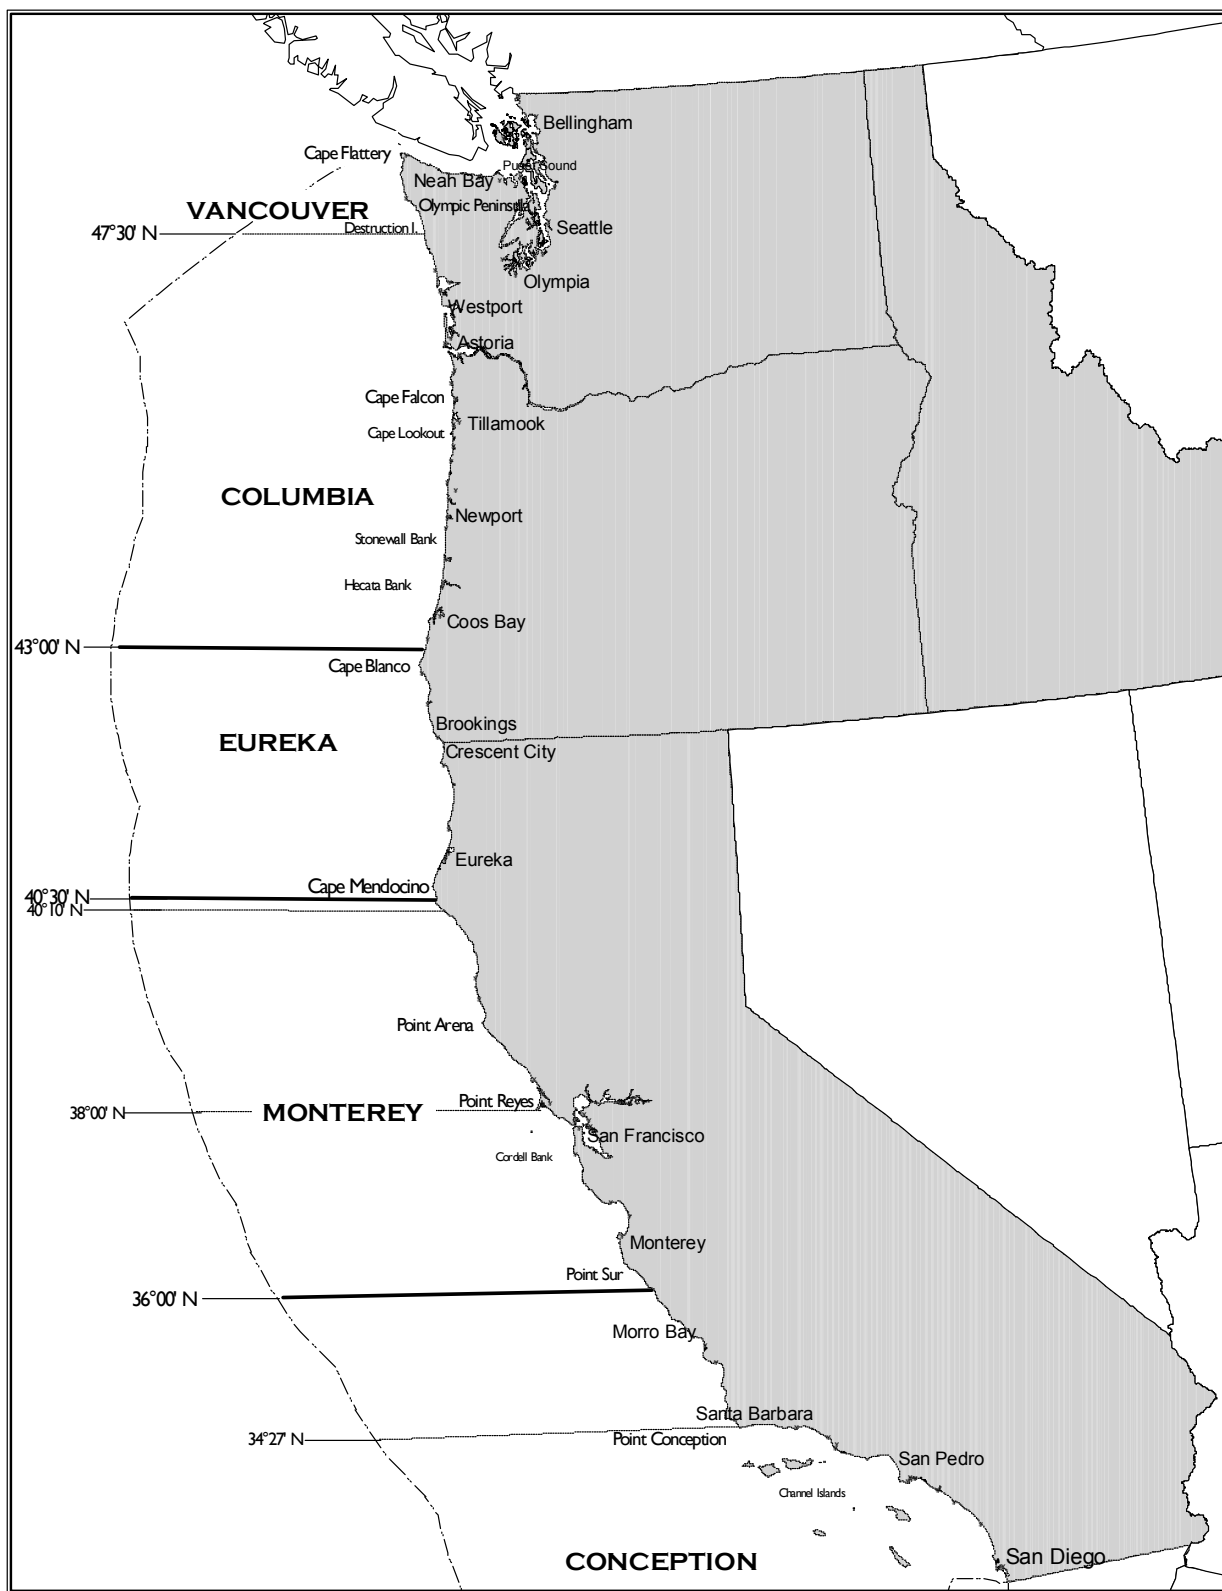 Bellingham
Cape Flattery
Puget Sound
Neah Bay
Olympic Peninsula
VANCOUVER
Destruction I.
Seattle
47°30' N
Olympia
Westport
Astoria
Cape Falcon
Tillamook
Cape Lookout
COLUMBIA
Newport
Stonewall Bank
Hecata Bank
Coos Bay
43°00' N
Cape Blanco
Brookings
EUREKA
Crescent City
Eureka
Cape Mendocino
40°30' N
40°10' N
Point Arena
Point Reyes
38°00' N
MONTEREY
San Francisco
Cordell Bank
Monterey
Point Sur
36°00' N
Morro Bay
Santa Barbara
34°27' N
Point Conception
San Pedro
Channel Islands
CONCEPTION
San Diego